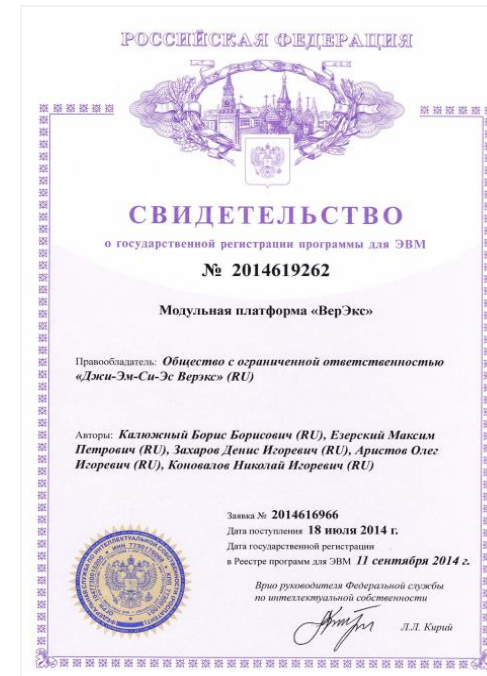 РОССИЙСКАЯ ФЕДЕРАЦИЯ
СВИДЕТЕЛЬСТВО
о государственной регистрации программы для ЭВМ
№ 2014619262
Модульная платформа «ВерЭкс»
Правообладатель: Общество с ограниченной ответственностью
«Джи-Эм-Си-Эс Верэкс» (RU)
Авторы: Калюжный Борис Борисович (RU), Езерский Максим
Петрович (RU), Захаров Денис Игоревич (RU), Аристов Олег
Игоревич (RU), Коновалов Николай Игоревич (RU)
Заявка № 2014616966
Дата поступления 18 июля 2014 г.
Дата государственной регистрации
в Реестре программ для ЭВМ 11 сентября 2014 г.
Врио руководителя Федеральной службы
по интеллектуальной собственности
Л.Л. Кирий